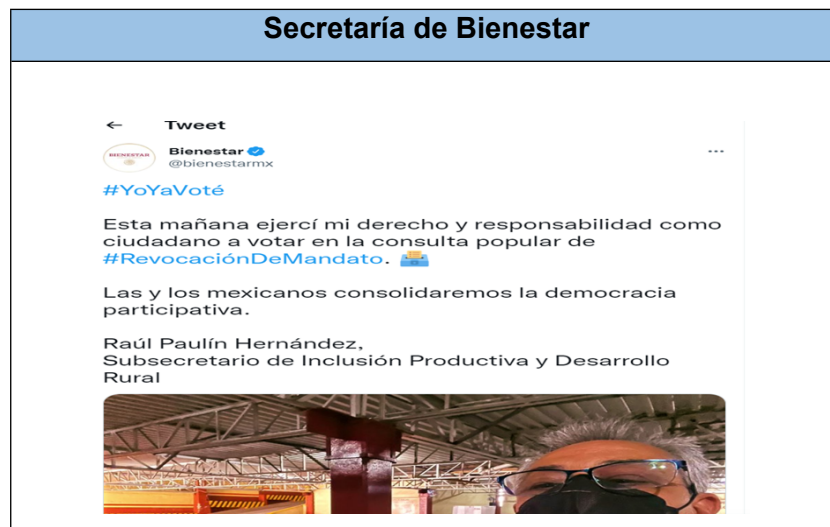 Secretaría de Bienestar
← Tweet
BIENESTAR
Bienestar
@bienestarmx
#YoYaVoté
Esta mañana ejercí mi derecho y responsabilidad como
ciudadano a votar en la consulta popular de
#RevocaciónDeMandato.
Las y los mexicanos consolidaremos la democracia
participativa.
Raúl Paulín Hernández,
Subsecretario de Inclusión Productiva y Desarrollo
Rural